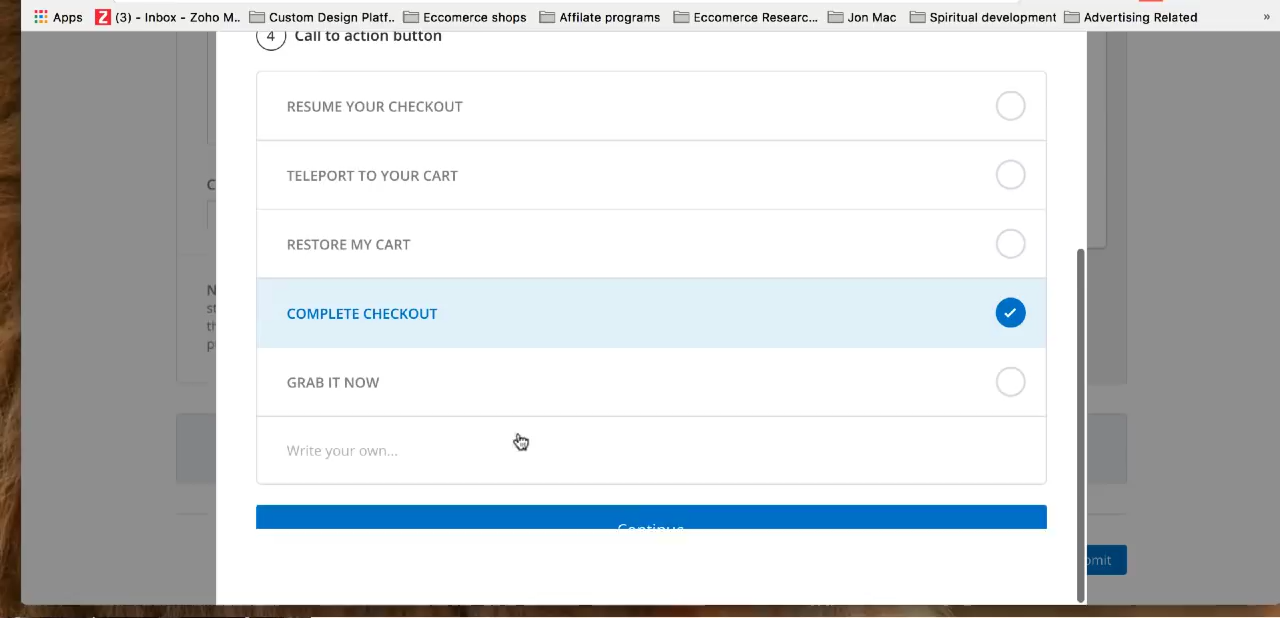 Apps (3) - Inbox - Zoho M... Custom Design Platf... Eccomerce shops Affilate programs Eccomerce Researc... Jon Mac Spiritual development Advertising Related »
4 Call to action button
RESUME YOUR CHECKOUT
TELEPORT TO YOUR CART
RESTORE MY CART
COMPLETE CHECKOUT
GRAB IT NOW
Write your own...
Continue